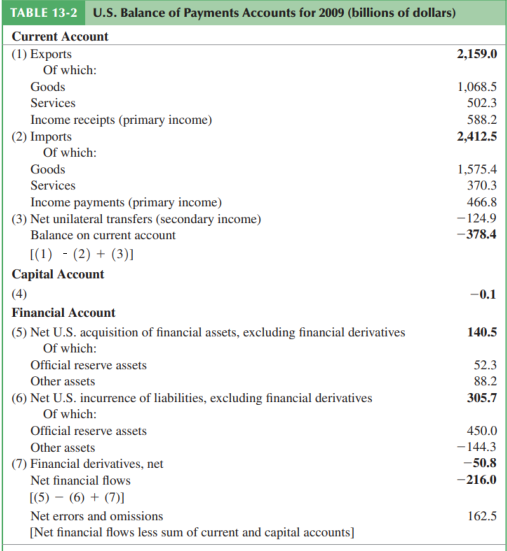 TABLE 13-2 U.S. Balance of Payments Accounts for 2009 (billions of dollars)
Current Account
(1) Exports 2,159.0
Of which:
Goods 1,068.5
Services 502.3
Income receipts (primary income) 588.2
(2) Imports 2,412.5
Of which:
Goods 1,575.4
Services 370.3
Income payments (primary income) 466.8
(3) Net unilateral transfers (secondary income) −124.9
Balance on current account −378.4
[(1) - (2) + (3)]
Capital Account
(4) −0.1
Financial Account
(5) Net U.S. acquisition of financial assets, excluding financial derivatives 140.5
Of which:
Official reserve assets 52.3
Other assets 88.2
(6) Net U.S. incurrence of liabilities, excluding financial derivatives 305.7
Of which:
Official reserve assets 450.0
Other assets −144.3
(7) Financial derivatives, net −50.8
Net financial flows −216.0
[(5) − (6) + (7)]
Net errors and omissions 162.5
[Net financial flows less sum of current and capital accounts]